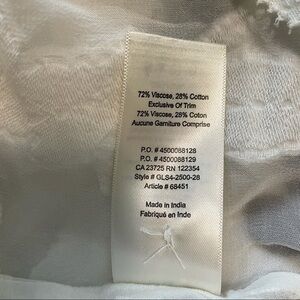 72% Viscose, 28% Cotton
Exclusive Of Trim
72% Viscose, 28% Coton
Aucune Garniture Comprise
P.O. # 4500088128
P.O. # 4500088129
CA 23725 RN 122354
Style # GLS4-2500-28
Article # 68451
Made in India
Fabriqué en Inde